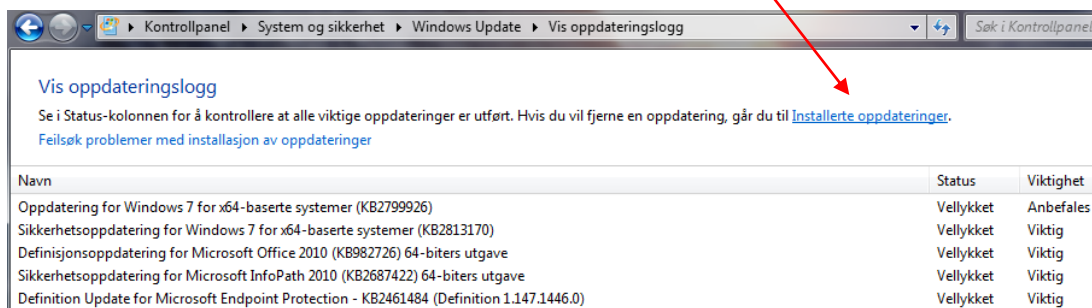 Kontrollpanel ▸ System og sikkerhet ▸ Windows Update ▸ Vis oppdateringslogg
Søk i Kontrollpanel
Vis oppdateringslogg
Se i Status-kolonnen for å kontrollere at alle viktige oppdateringer er utført. Hvis du vil fjerne en oppdatering, går du til Installerte oppdateringer.
Feilsøk problemer med installasjon av oppdateringer
Navn Status Viktighet
Oppdatering for Windows 7 for x64-baserte systemer (KB2799926) Vellykket Anbefales
Sikkerhetsoppdatering for Windows 7 for x64-baserte systemer (KB2813170) Vellykket Viktig
Definisjonsoppdatering for Microsoft Office 2010 (KB982726) 64-biters utgave Vellykket Viktig
Sikkerhetsoppdatering for Microsoft InfoPath 2010 (KB2687422) 64-biters utgave Vellykket Viktig
Definition Update for Microsoft Endpoint Protection - KB2461484 (Definition 1.147.1446.0) Vellykket Viktig